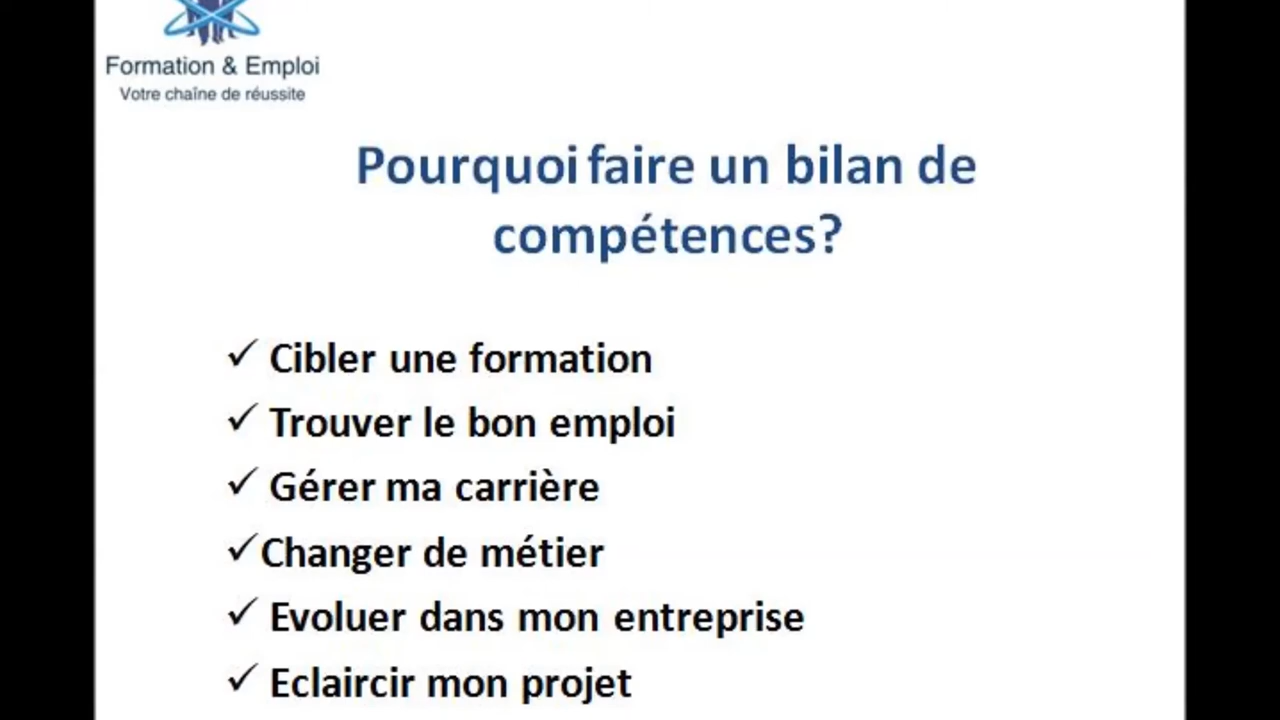 Formation & Emploi
Votre chaîne de réussite
Pourquoi faire un bilan de
compétences?
✓ Cibler une formation
✓ Trouver le bon emploi
✓ Gérer ma carrière
✓ Changer de métier
✓ Evoluer dans mon entreprise
✓ Eclaircir mon projet